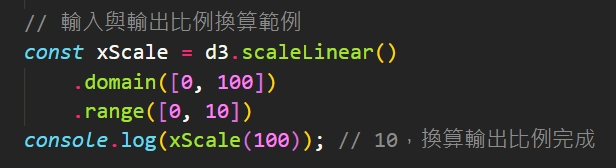 // 輸入與輸出比例換算範例
const xScale = d3.scaleLinear()
    .domain([0, 100])
    .range([0, 10])
console.log(xScale(100)); // 10，換算輸出比例完成